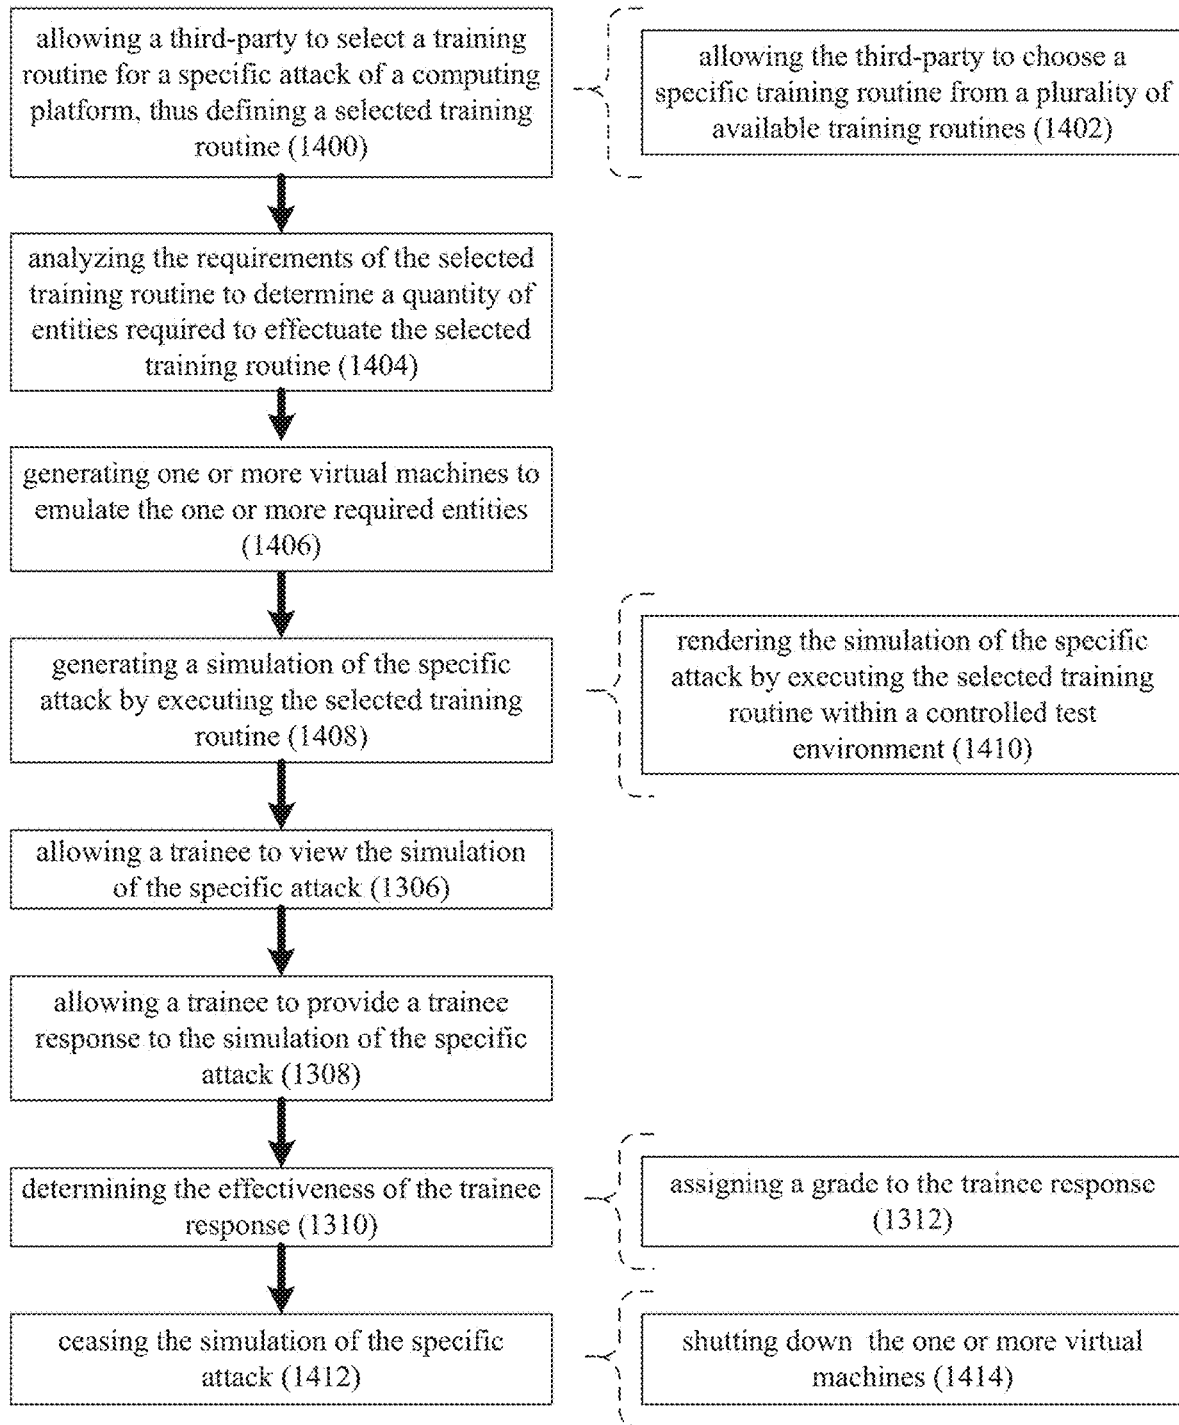 allowing a third-party to select a training
routine for a specific attack of a computing
platform, thus defining a selected training
routine (1400)
allowing the third-party to choose a
specific training routine from a plurality of
available training routines (1402)
analyzing the requirements of the selected
training routine to determine a quantity of
entities required to effectuate the selected
training routine (1404)
generating one or more virtual machines to
emulate the one or more required entities
(1406)
generating a simulation of the specific
attack by executing the selected training
routine (1408)
rendering the simulation of the specific
attack by executing the selected training
routine within a controlled test
environment (1410)
allowing a trainee to view the simulation
of the specific attack (1306)
allowing a trainee to provide a trainee
response to the simulation of the specific
attack (1308)
determining the effectiveness of the trainee
response (1310)
assigning a grade to the trainee response
(1312)
ceasing the simulation of the specific
attack (1412)
shutting down the one or more virtual
machines (1414)